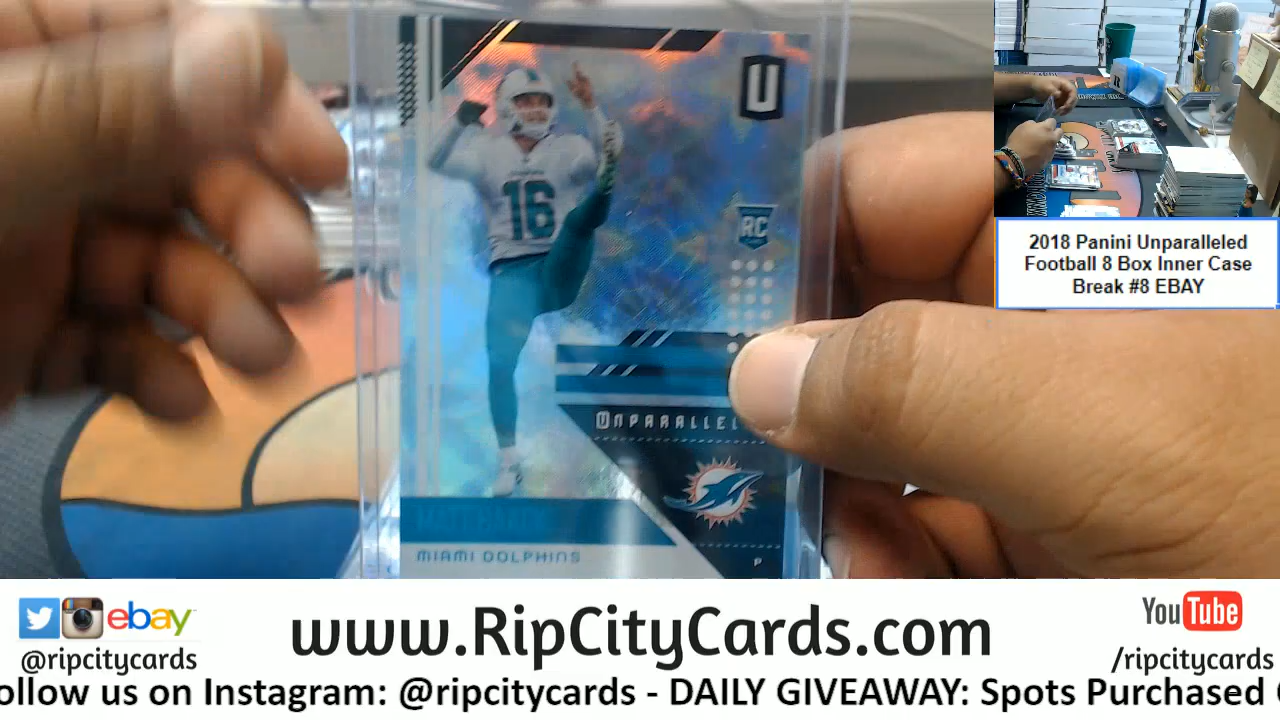 U
16
RC
UNPARALLEL
MIAMI DOLPHINS
P
2018 Panini Unparalleled
Football 8 Box Inner Case
Break #8 EBAY
ebay
@ripcitycards
www.RipCityCards.com
YouTube
/ripcitycards
ollow us on Instagram: @ripcitycards - DAILY GIVEAWAY: Spots Purchased